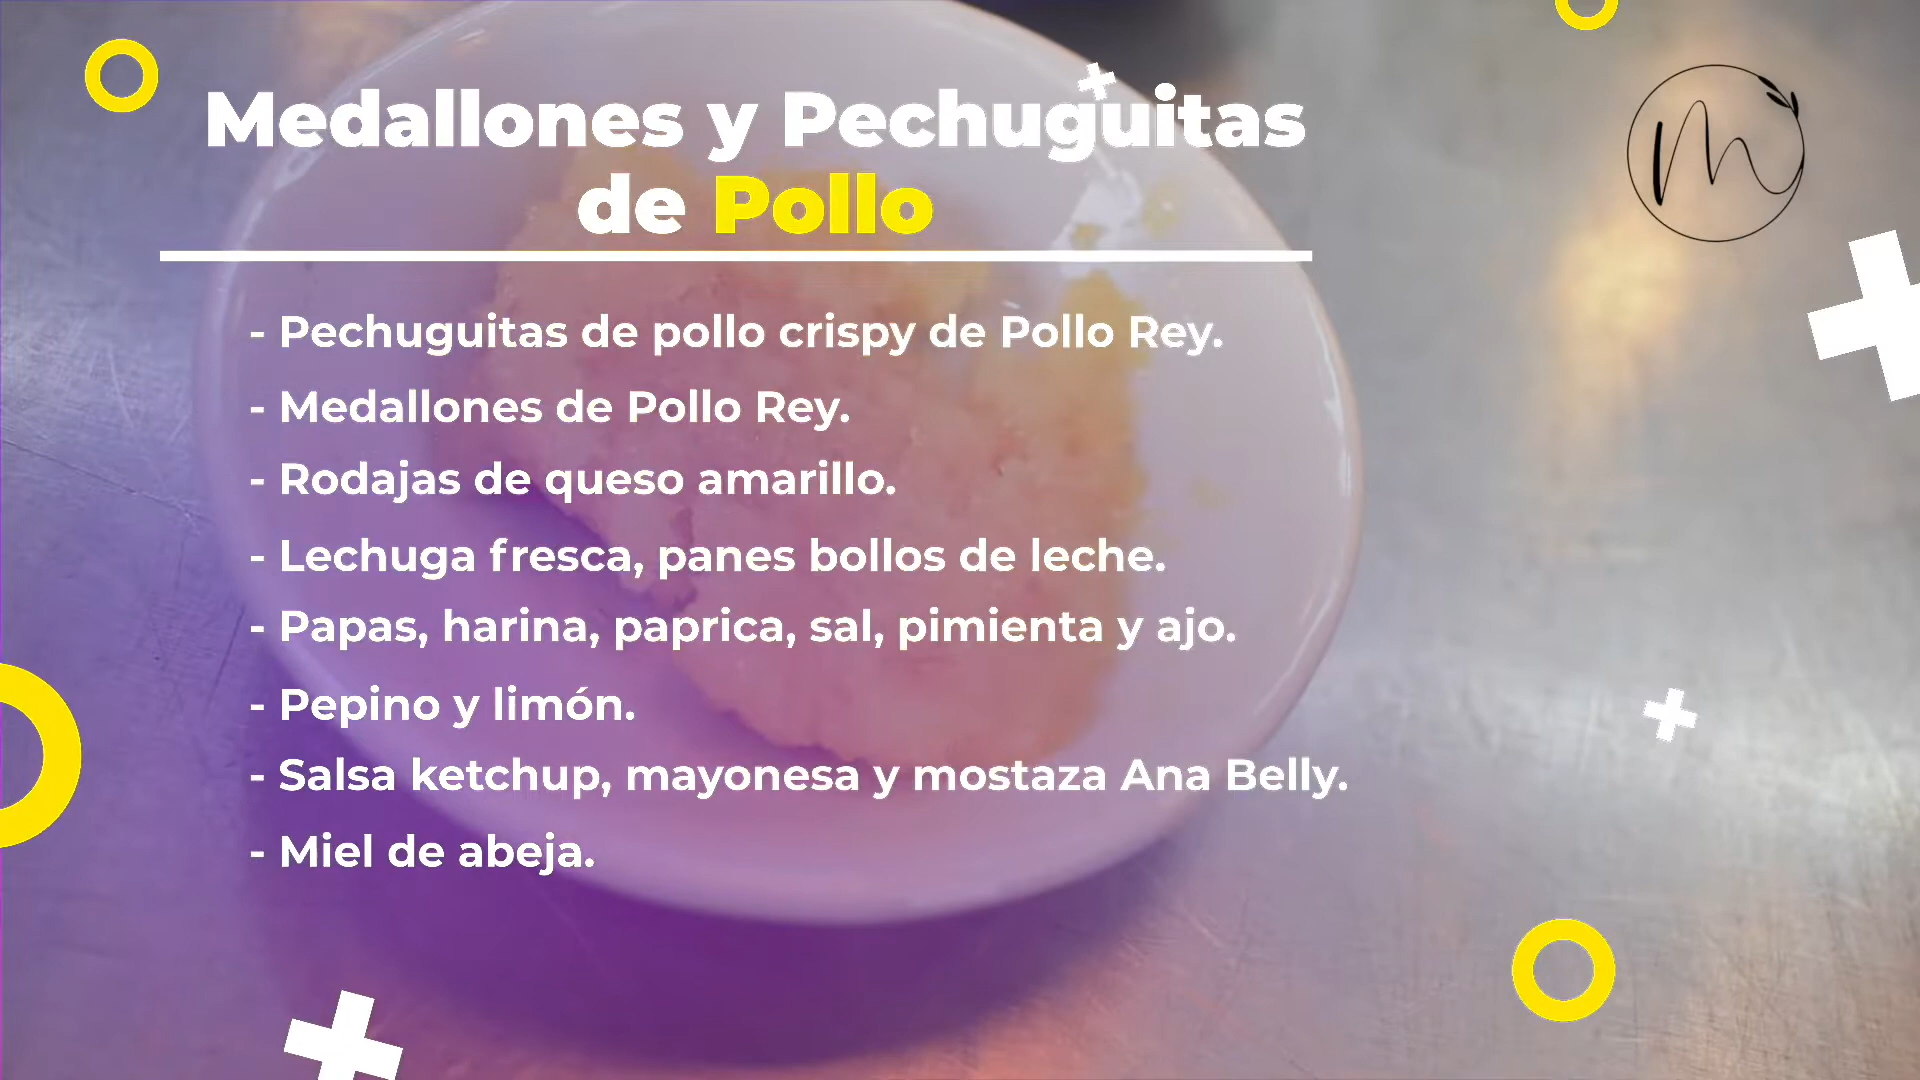 Medallones y Pechuguitas
de Pollo
- Pechuguitas de pollo crispy de Pollo Rey.
- Medallones de Pollo Rey.
- Rodajas de queso amarillo.
- Lechuga fresca, panes bollos de leche.
- Papas, harina, paprica, sal, pimienta y ajo.
- Pepino y limón.
- Salsa ketchup, mayonesa y mostaza Ana Belly.
- Miel de abeja.
m